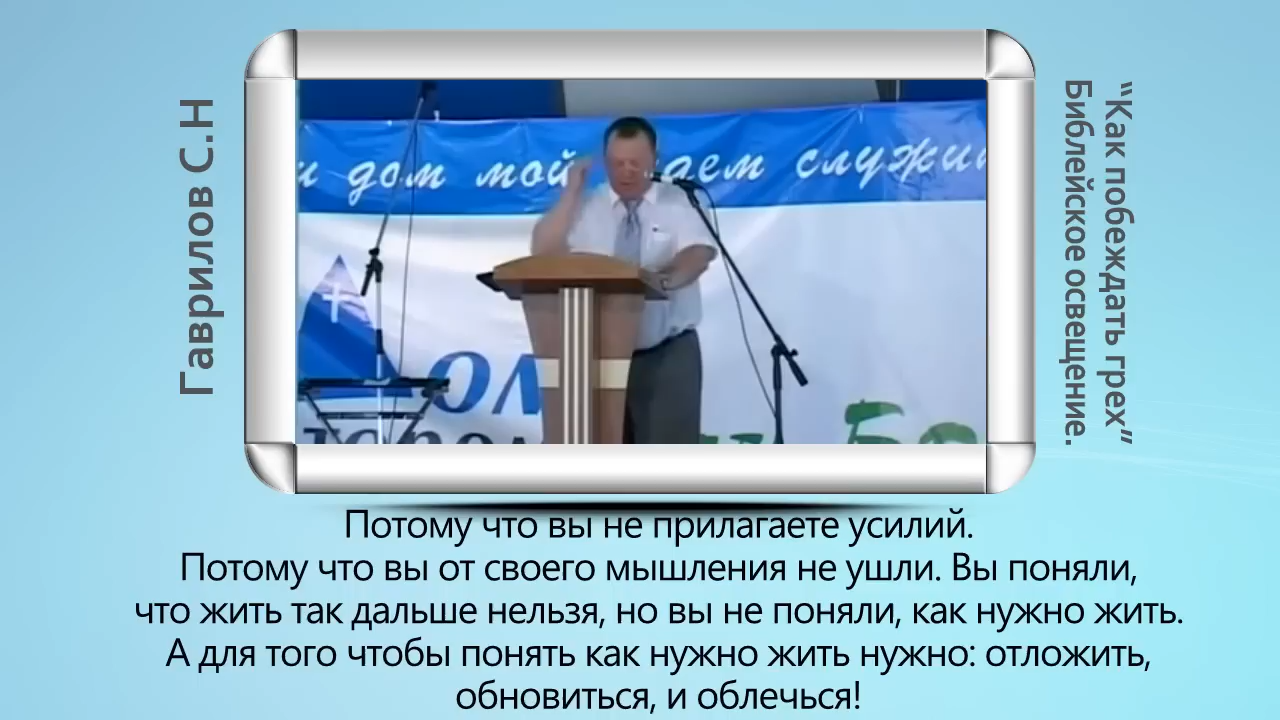 Гаврилов С.Н
“Как побеждать грех”
Библейское освещение.
дом мой служи
Потому что вы не прилагаете усилий.
Потому что вы от своего мышления не ушли. Вы поняли,
что жить так дальше нельзя, но вы не поняли, как нужно жить.
А для того чтобы понять как нужно жить нужно: отложить,
обновиться, и облечься!